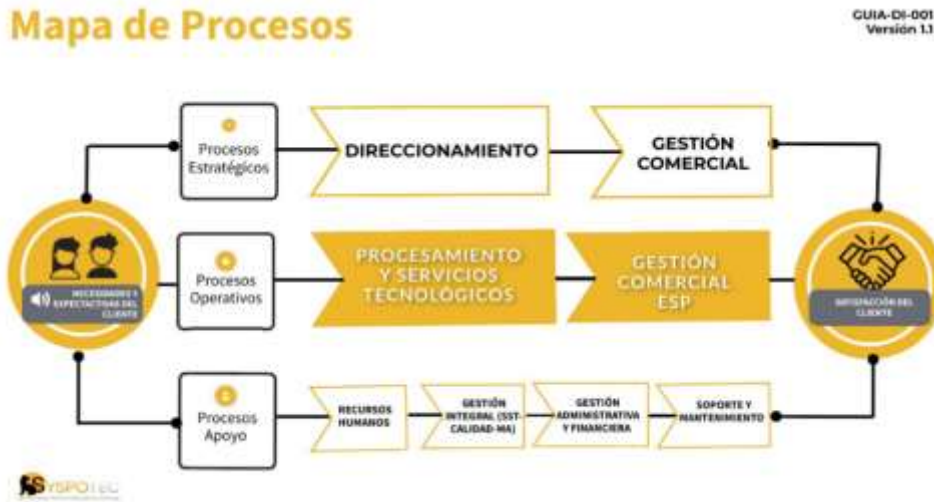 Mapa de Procesos
GUIA-DI-001
Versión 1.1
Procesos
Estratégicos
DIRECCIONAMIENTO
GESTIÓN
COMERCIAL
NECESIDADES Y
EXPECTACTIVAS DEL
CLIENTE
Procesos
Operativos
PROCESAMIENTO
Y SERVICIOS
TECNOLÓGICOS
GESTIÓN
COMERCIAL
ESP
SATISFACCIÓN DEL
CLIENTE
Procesos
Apoyo
RECURSOS
HUMANOS
GESTIÓN
INTEGRAL (SST-
CALIDAD-MA)
GESTIÓN
ADMINISTRATIVA
Y FINANCIERA
SOPORTE Y
MANTENIMIENTO
SYSPOTEC